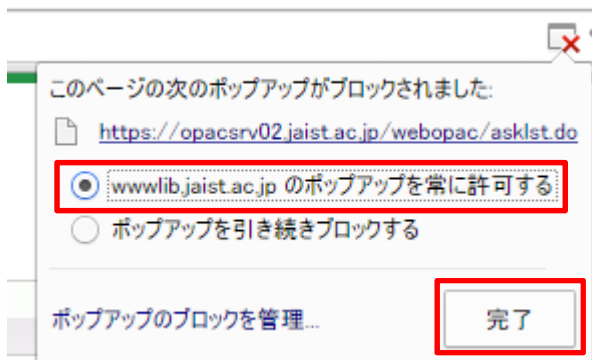 このページの次のポップアップがブロックされました:
https://opacsrv02.jaist.ac.jp/webopac/asklst.do
wwwlib.jaist.ac.jp のポップアップを常に許可する
ポップアップを引き続きブロックする
ポップアップのブロックを管理...
完了